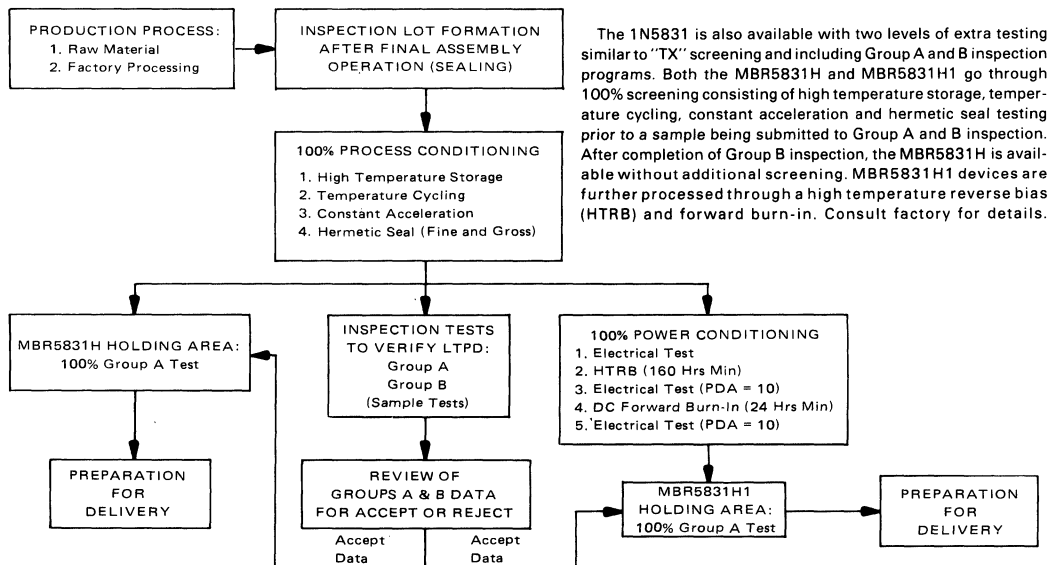 PRODUCTION PROCESS:
1. Raw Material
2. Factory Processing
INSPECTION LOT FORMATION
AFTER FINAL ASSEMBLY
OPERATION (SEALING)
The 1N5831 is also available with two levels of extra testing
similar to "TX" screening and including Group A and B inspection
programs. Both the MBR5831H and MBR5831H1 go through
100% screening consisting of high temperature storage, temper-
ature cycling, constant acceleration and hermetic seal testing
prior to a sample being submitted to Group A and B inspection.
After completion of Group B inspection, the MBR5831H is avail-
able without additional screening. MBR5831H1 devices are
further processed through a high temperature reverse bias
(HTRB) and forward burn-in. Consult factory for details.
100% PROCESS CONDITIONING
1. High Temperature Storage
2. Temperature Cycling
3. Constant Acceleration
4. Hermetic Seal (Fine and Gross)
MBR5831H HOLDING AREA:
100% Group A Test
INSPECTION TESTS
TO VERIFY LTPD:
Group A
Group B
(Sample Tests)
100% POWER CONDITIONING
1. Electrical Test
2. HTRB (160 Hrs Min)
3. Electrical Test (PDA = 10)
4. DC Forward Burn-In (24 Hrs Min)
5. Electrical Test (PDA = 10)
PREPARATION
FOR
DELIVERY
REVIEW OF
GROUPS A & B DATA
FOR ACCEPT OR REJECT
MBR5831H1
HOLDING AREA:
100% Group A Test
PREPARATION
FOR
DELIVERY
Accept
Data
Accept
Data